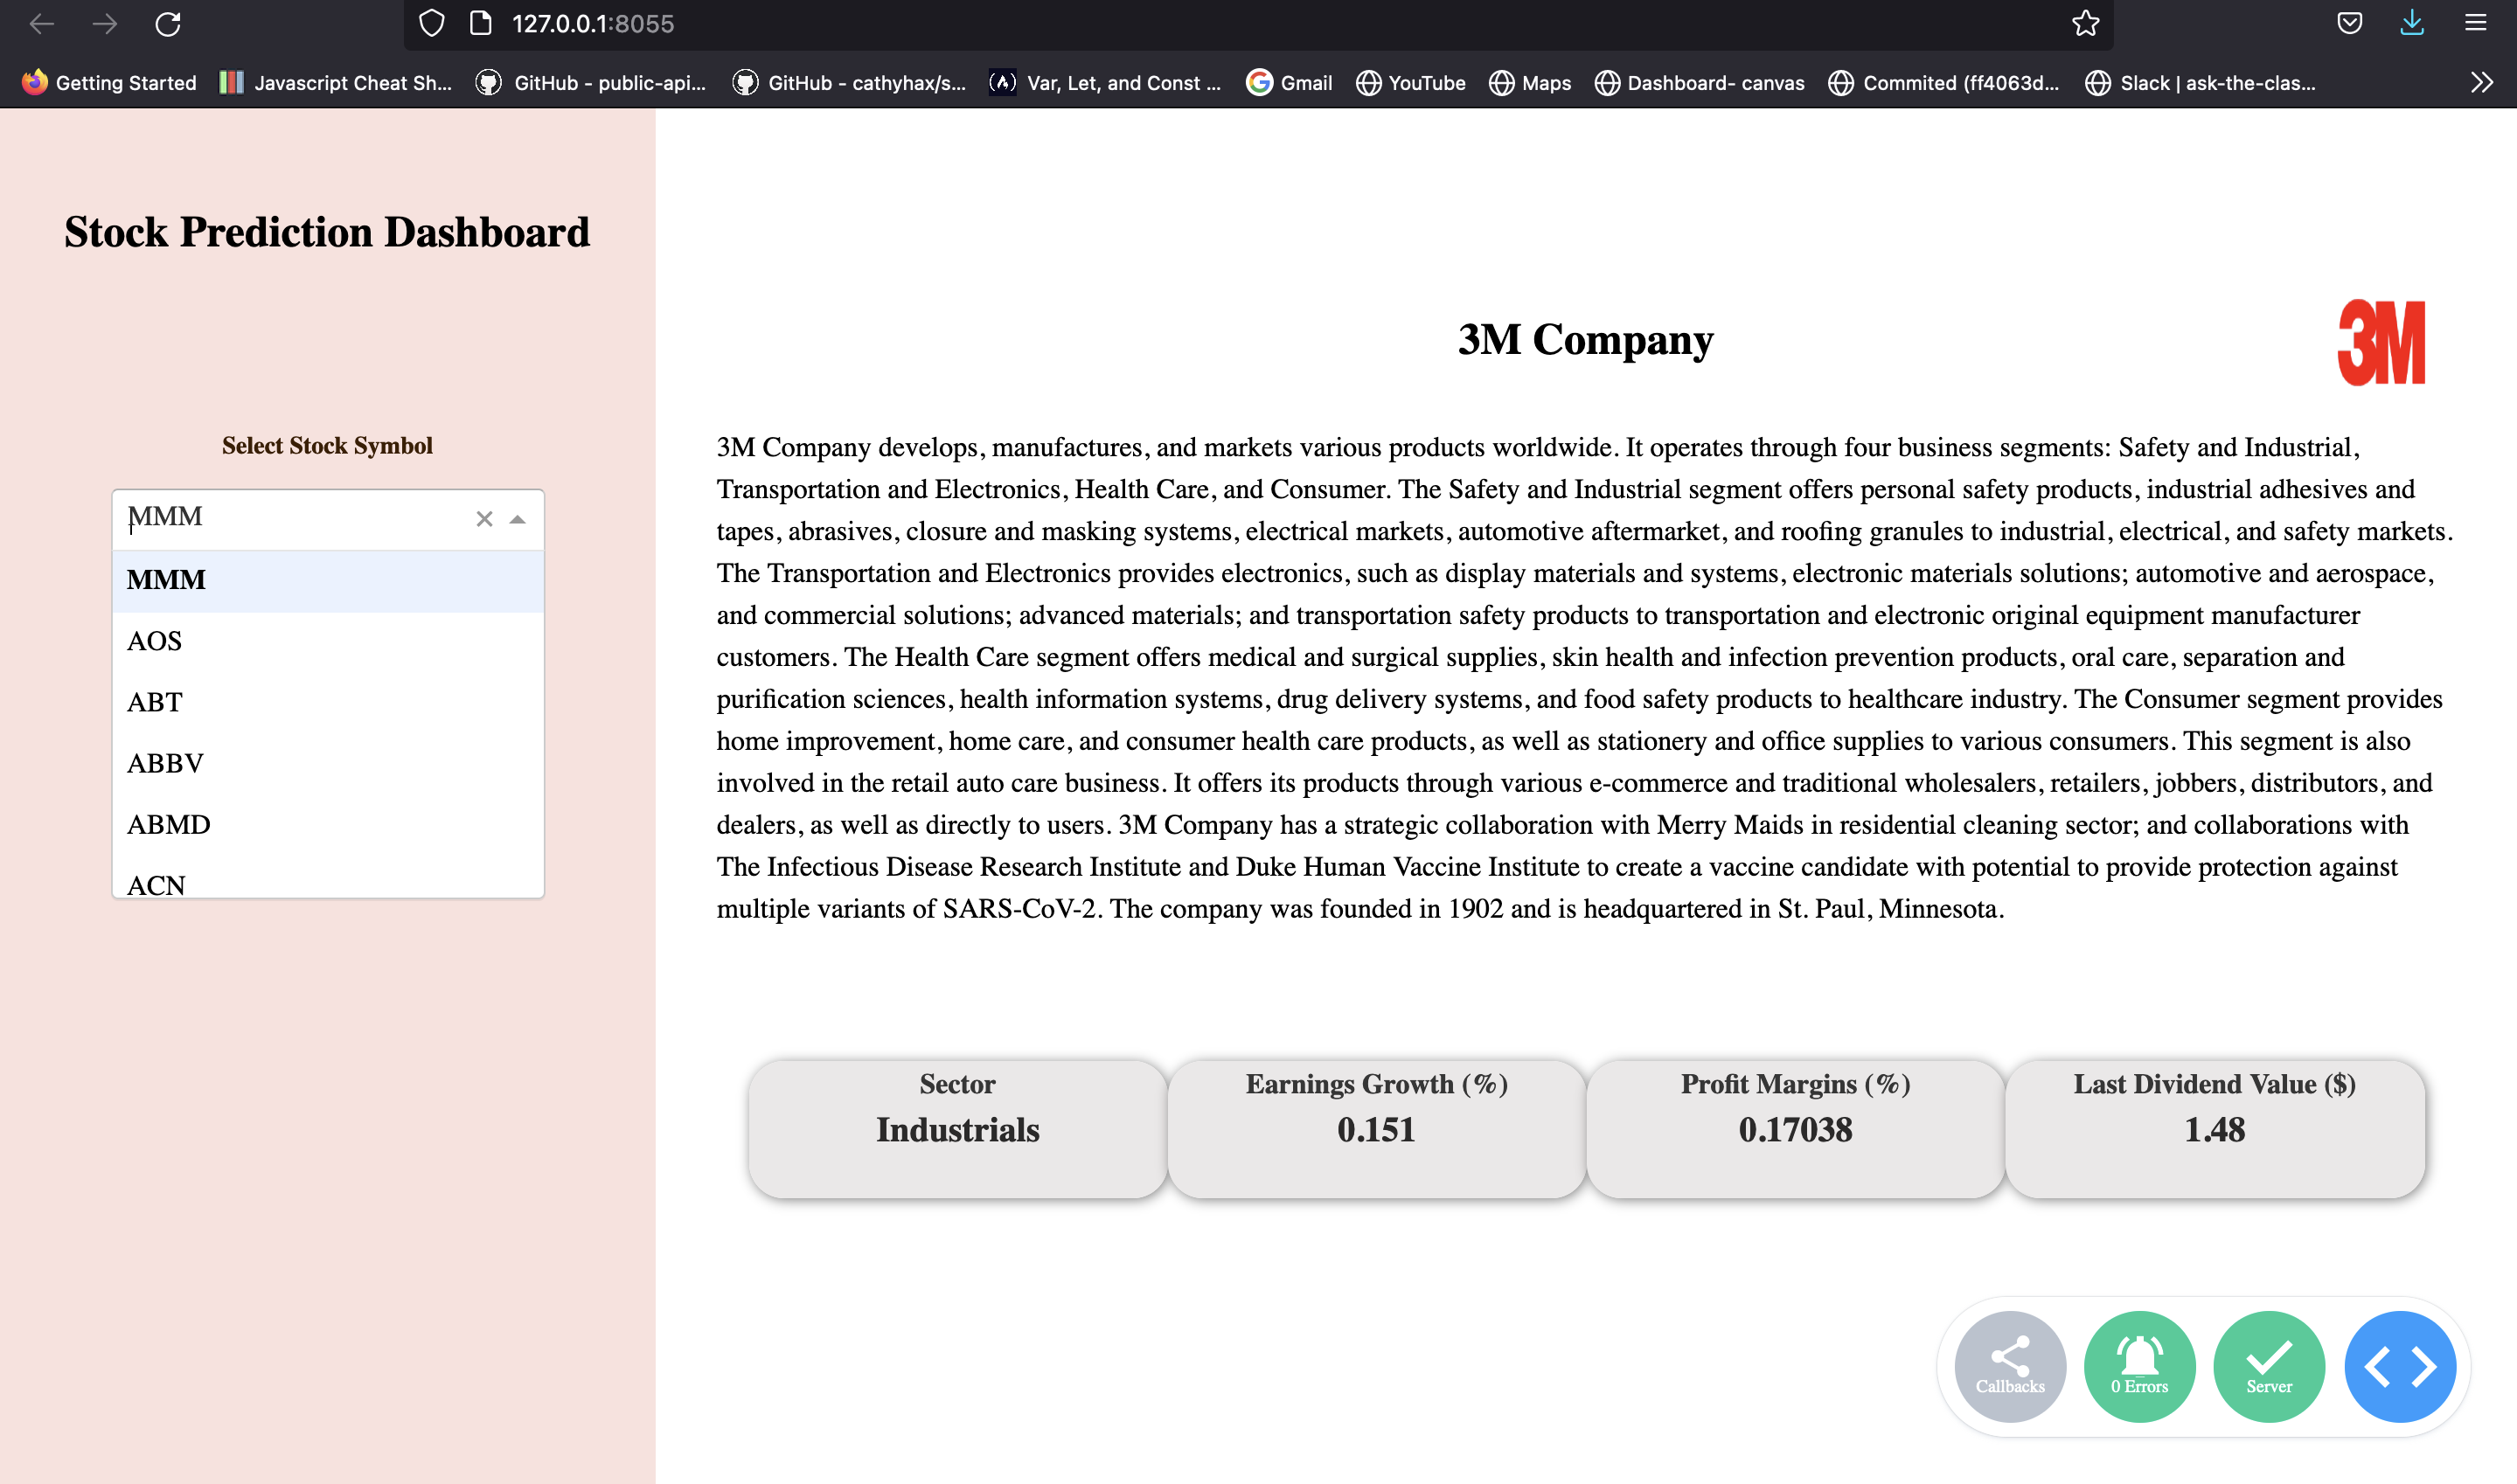 127.0.0.1:8055
Getting Started
Javascript Cheat Sh...
GitHub - public-api...
GitHub - cathyhax/s...
Var, Let, and Const ...
Gmail
YouTube
Maps
Dashboard- canvas
Commited (ff4063d...
Slack | ask-the-clas...
Stock Prediction Dashboard
Select Stock Symbol
MMM
MMM
AOS
ABT
ABBV
ABMD
ACN
3M Company
3M
3M Company develops, manufactures, and markets various products worldwide. It operates through four business segments: Safety and Industrial,
Transportation and Electronics, Health Care, and Consumer. The Safety and Industrial segment offers personal safety products, industrial adhesives and
tapes, abrasives, closure and masking systems, electrical markets, automotive aftermarket, and roofing granules to industrial, electrical, and safety markets.
The Transportation and Electronics provides electronics, such as display materials and systems, electronic materials solutions; automotive and aerospace,
and commercial solutions; advanced materials; and transportation safety products to transportation and electronic original equipment manufacturer
customers. The Health Care segment offers medical and surgical supplies, skin health and infection prevention products, oral care, separation and
purification sciences, health information systems, drug delivery systems, and food safety products to healthcare industry. The Consumer segment provides
home improvement, home care, and consumer health care products, as well as stationery and office supplies to various consumers. This segment is also
involved in the retail auto care business. It offers its products through various e-commerce and traditional wholesalers, retailers, jobbers, distributors, and
dealers, as well as directly to users. 3M Company has a strategic collaboration with Merry Maids in residential cleaning sector; and collaborations with
The Infectious Disease Research Institute and Duke Human Vaccine Institute to create a vaccine candidate with potential to provide protection against
multiple variants of SARS-CoV-2. The company was founded in 1902 and is headquartered in St. Paul, Minnesota.
Sector
Industrials
Earnings Growth (%)
0.151
Profit Margins (%)
0.17038
Last Dividend Value ($)
1.48
Callbacks
0 Errors
Server